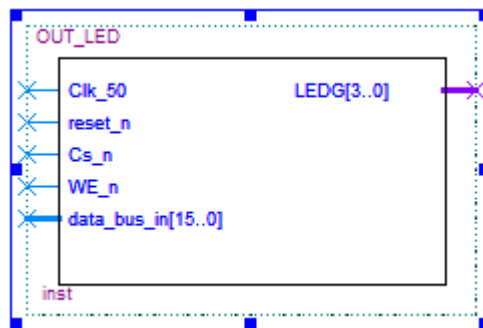 OUT_LED
Clk_50 LEDG[3..0]
reset_n
Cs_n
WE_n
data_bus_in[15..0]
inst